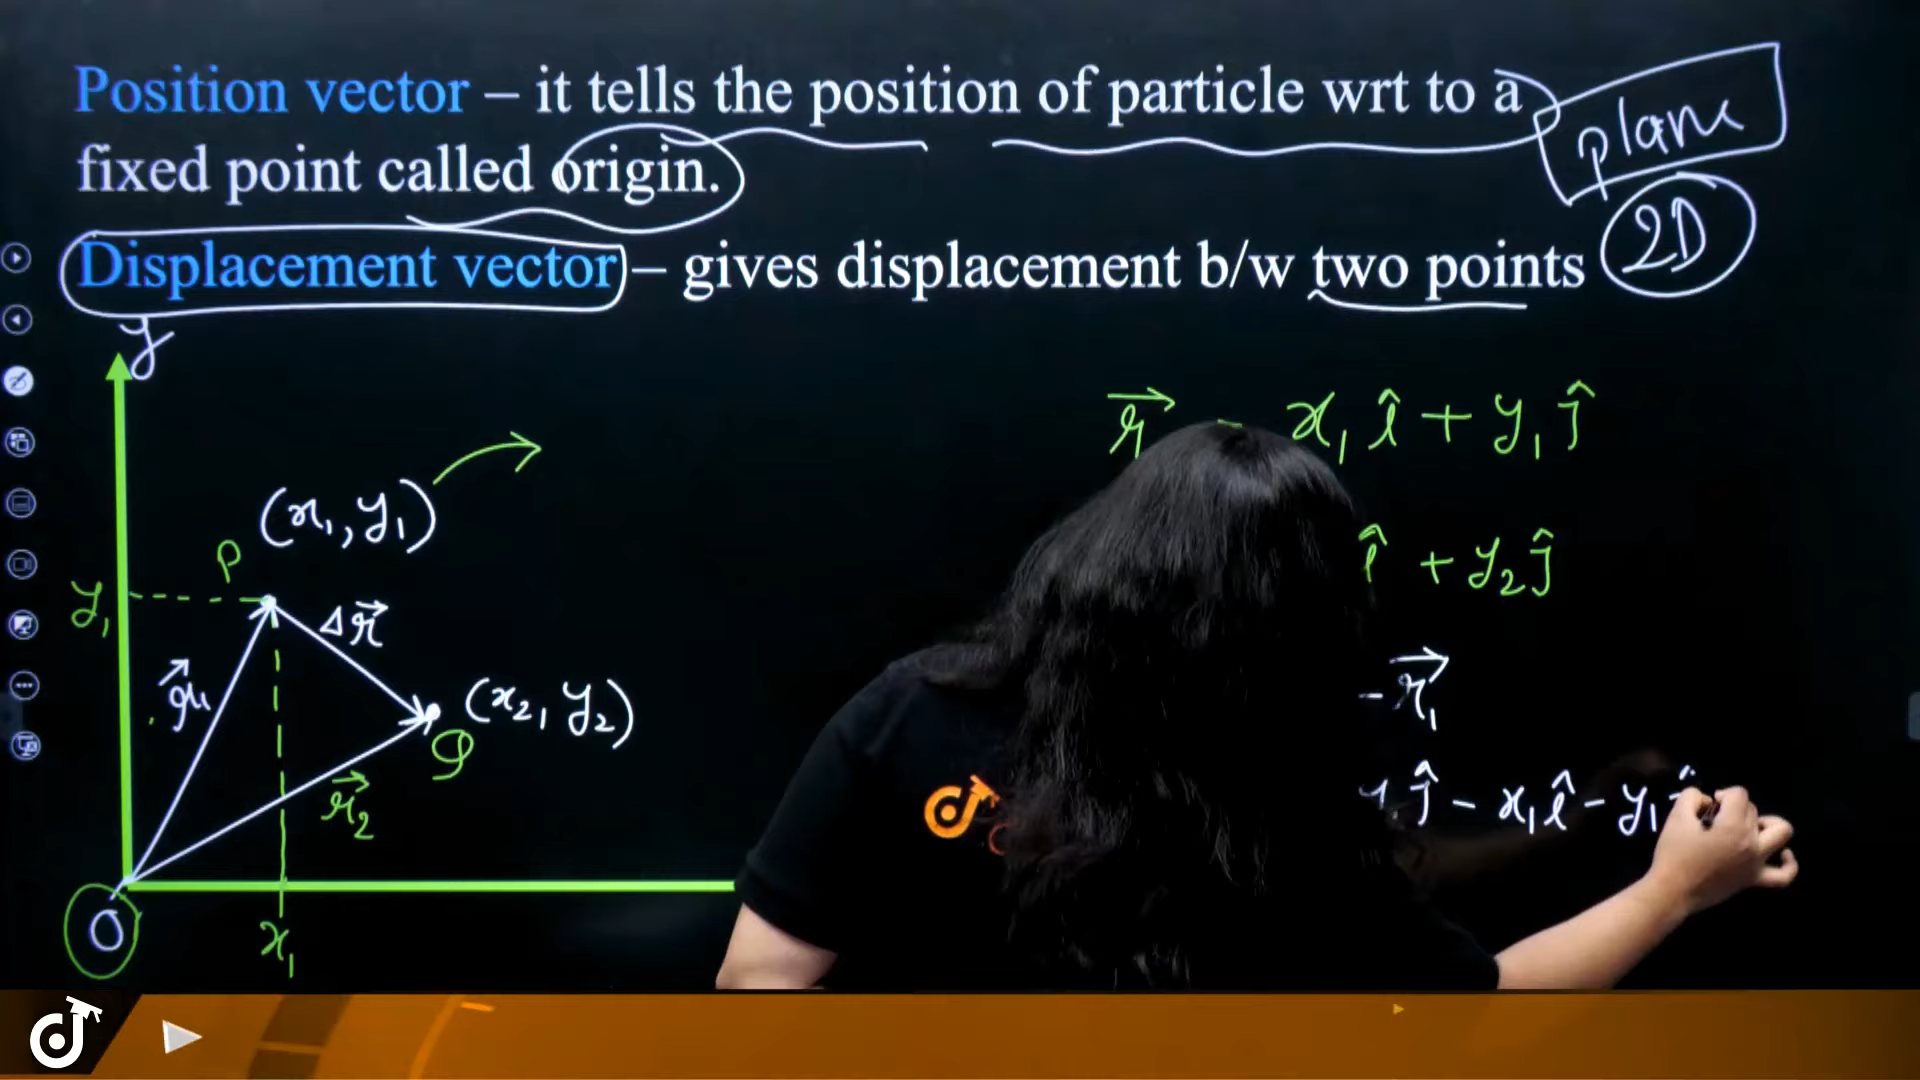 Position vector – it tells the position of particle wrt to a
fixed point called origin.
plane
2D
Displacement vector – gives displacement b/w two points
y
(x₁, y₁)
P
y₁
Δr⃗
r⃗₁
(x₂, y₂)
Q
r⃗₂
O
x₁
r⃗ = x₁ î + y₁ ĵ
î + y₂ ĵ
- r⃗₁
ĵ - x₁ î - y₁